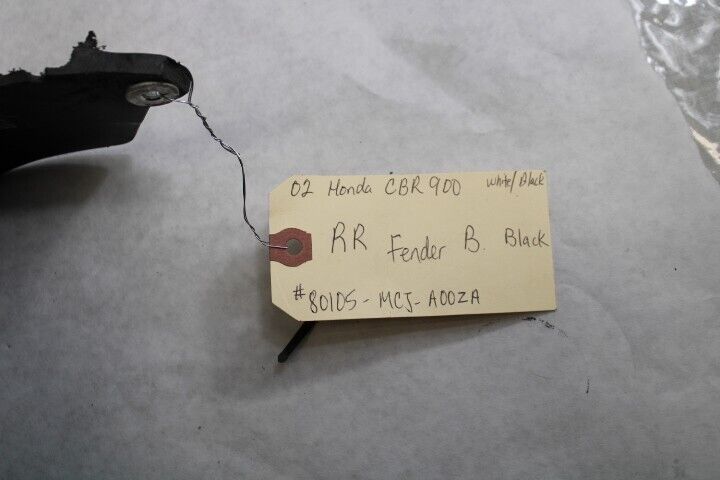 02 Honda CBR 900 White/Black
RR Fender B. Black
#80105-MCJ-A00ZA